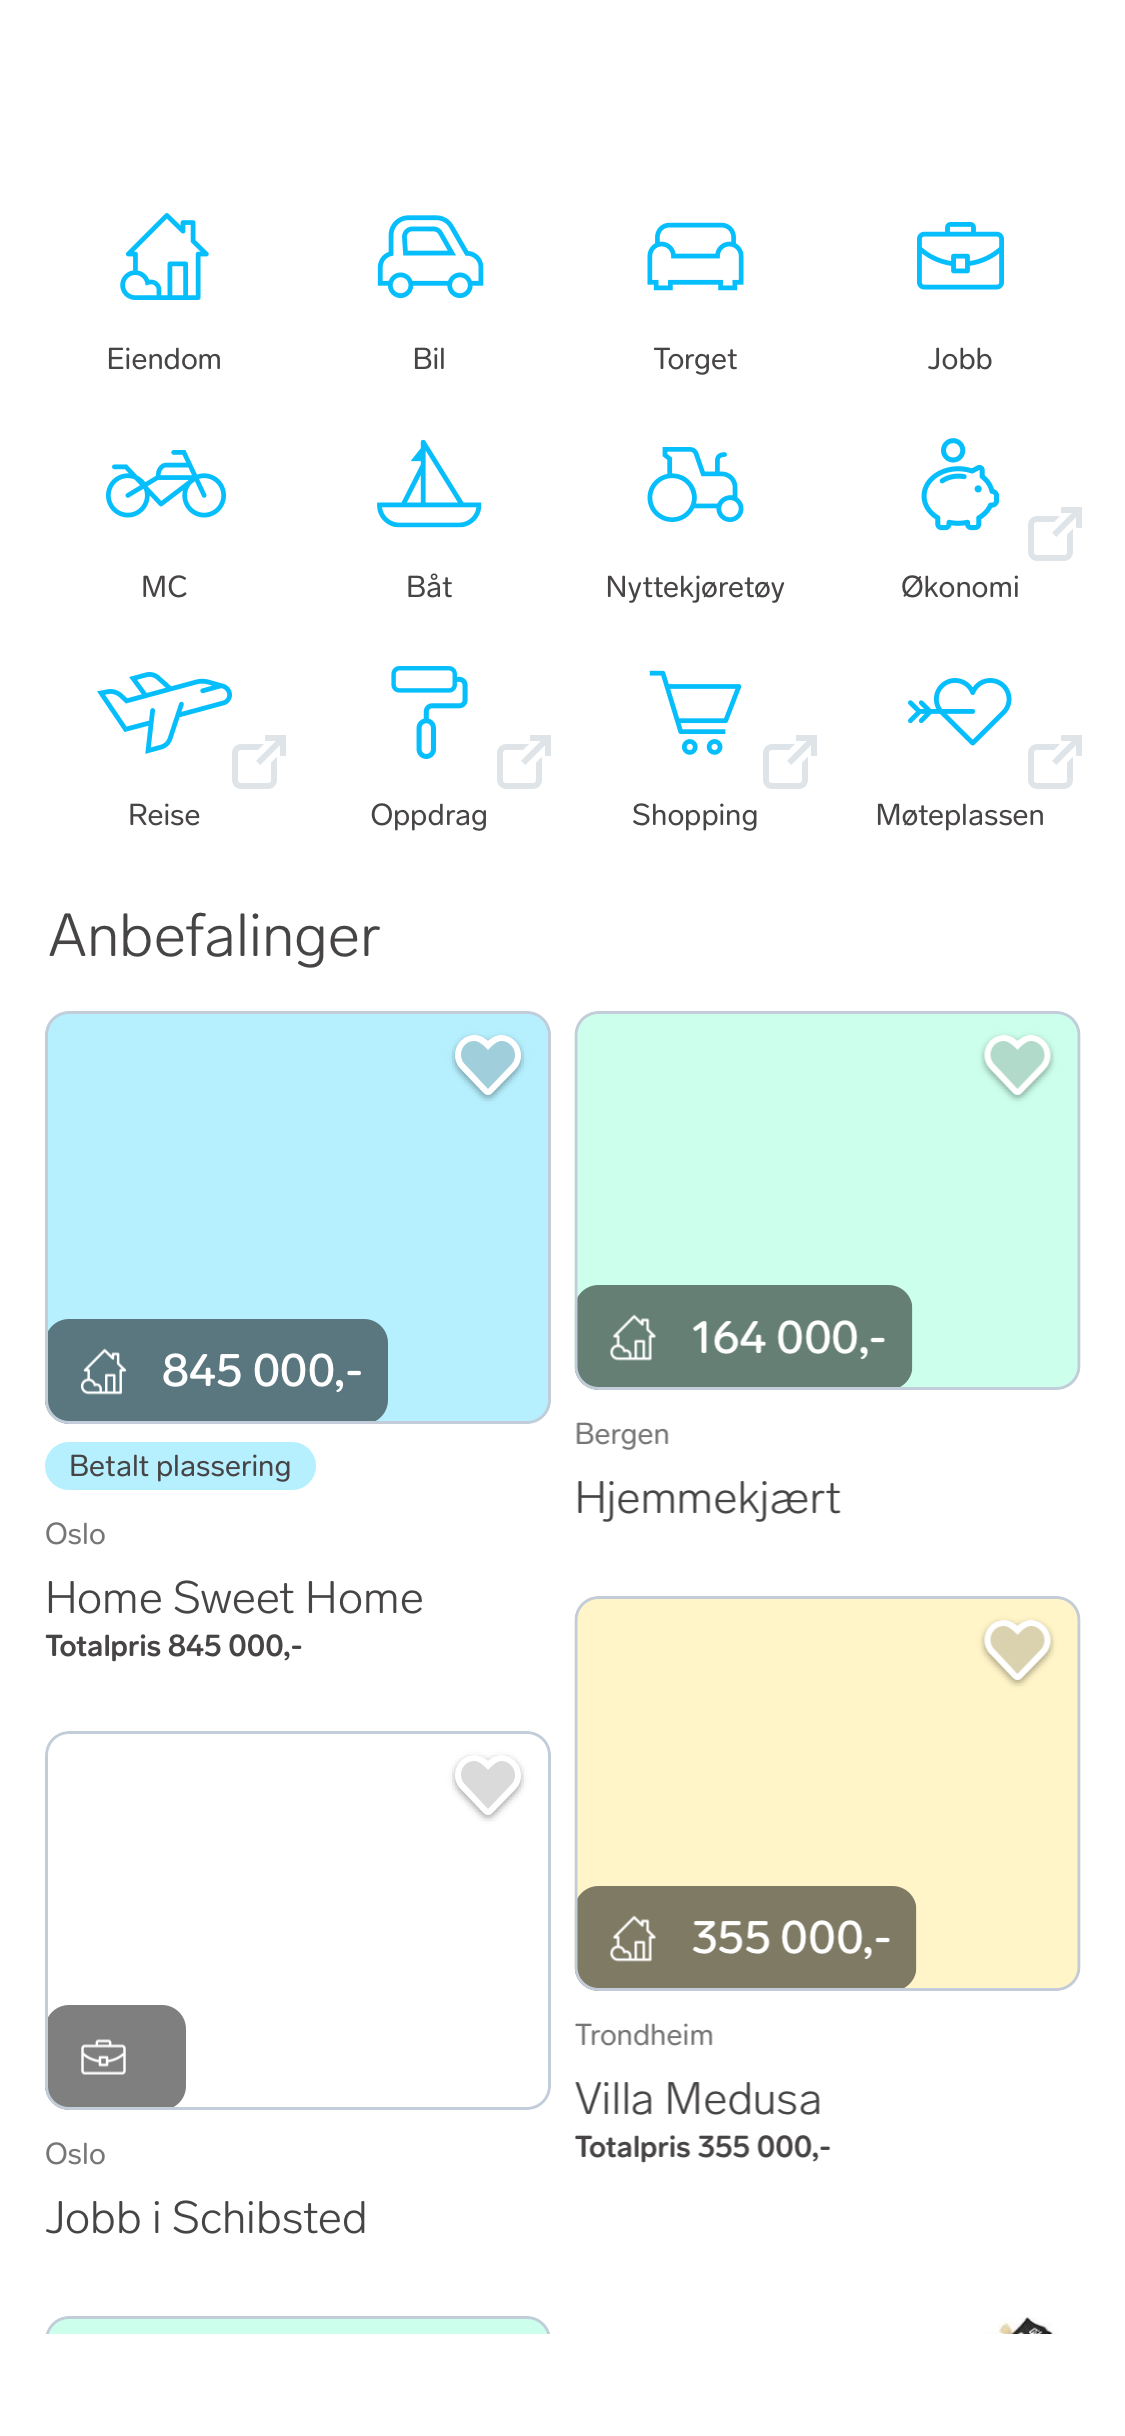 Eiendom
Bil
Torget
Jobb
MC
Båt
Nyttekjøretøy
Økonomi
Reise
Oppdrag
Shopping
Møteplassen
Anbefalinger
845 000,-
Betalt plassering
Oslo
Home Sweet Home
Totalpris 845 000,-
164 000,-
Bergen
Hjemmekjært
355 000,-
Trondheim
Villa Medusa
Totalpris 355 000,-
Oslo
Jobb i Schibsted